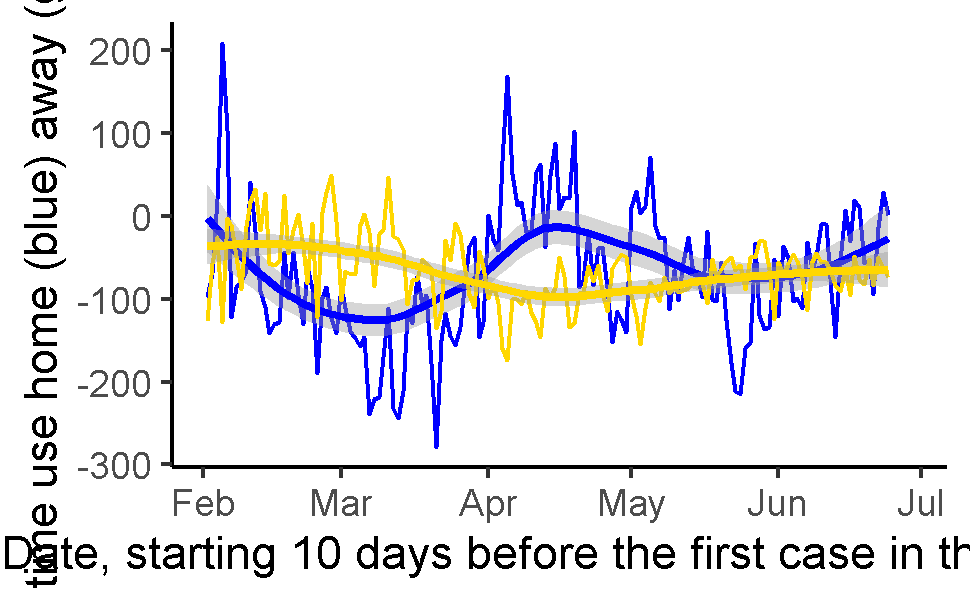 time use home (blue) away (
200
100
0
-100
-200
-300
Feb Mar Apr May Jun Jul
Date, starting 10 days before the first case in th